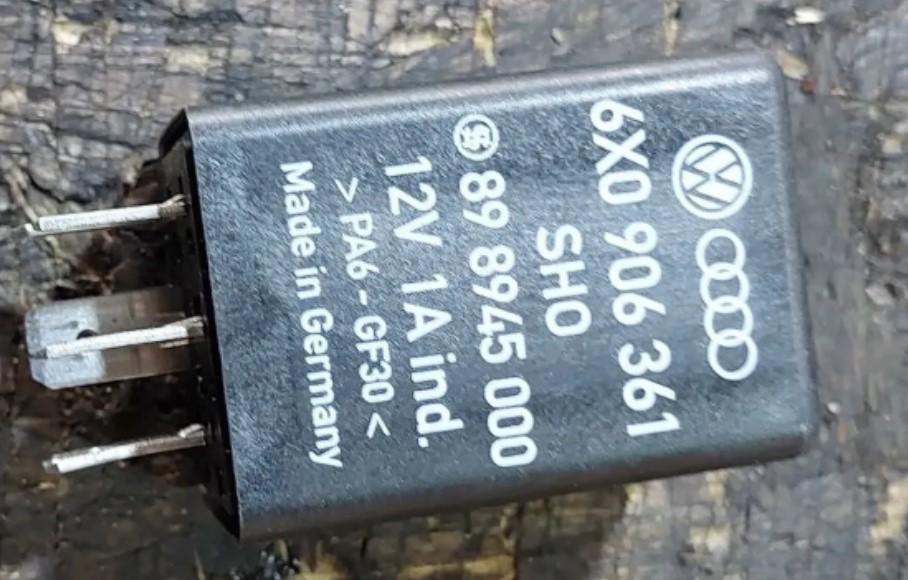 6X0 906 361
SHO
89 8945 000
12V 1A ind.
> PA6 - GF30 <
Made in Germany